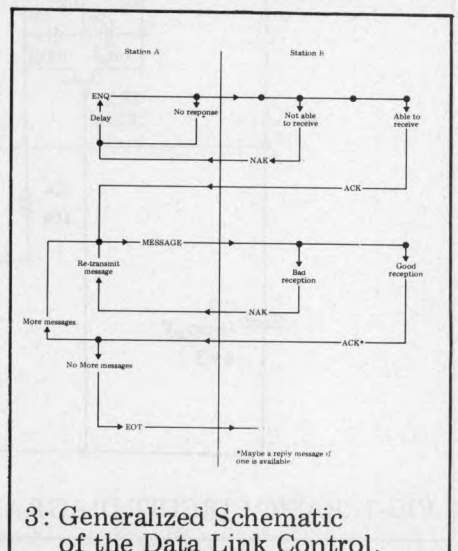 Station A
Station B
ENQ
Delay
No response
Not able
to receive
Able to
receive
NAK
ACK
MESSAGE
Re-transmit
message
Bad
reception
Good
reception
NAK
More messages.
ACK*
No More messages
EOT
*Maybe a reply message if
one is available.
3: Generalized Schematic
of the Data Link Control.